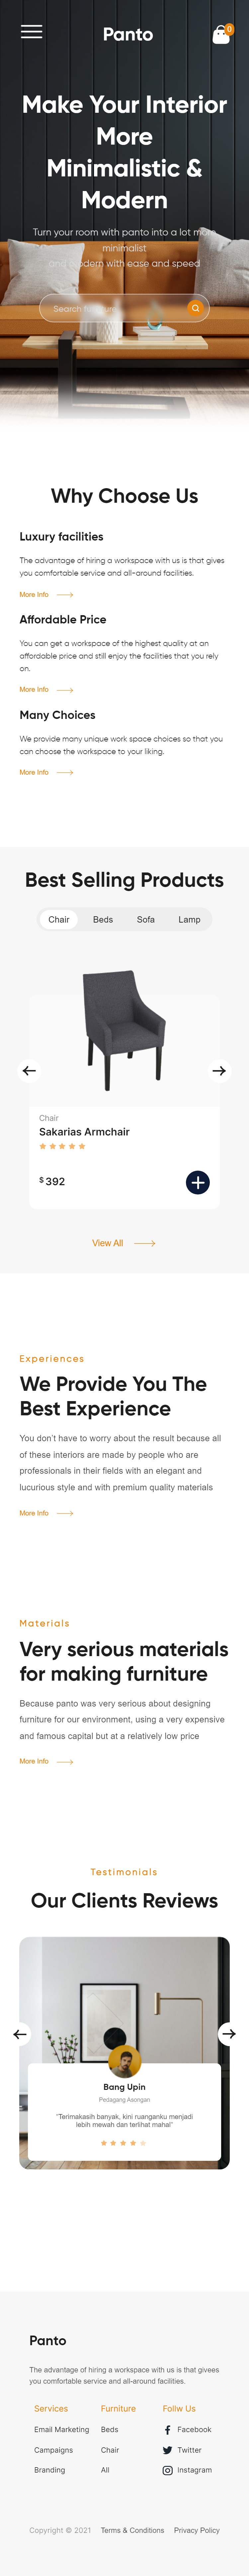 Panto
0
Make Your Interior
More
Minimalistic &
Modern
Turn your room with panto into a lot more
minimalist
modern with ease and speed
Search
Why Choose Us
Luxury facilities
The advantage of hiring a workspace with us is that gives
you comfortable service and all-around facilities.
More Info
Affordable Price
You can get a workspace of the highest quality at an
affordable price and still enjoy the facilities that you rely
on.
More Info
Many Choices
We provide many unique work space choices so that you
can choose the workspace to your liking.
More Info
Best Selling Products
Chair Beds Sofa Lamp
Chair
Sakarias Armchair
$ 392
View All
Experiences
We Provide You The
Best Experience
You don't have to worry about the result because all
of these interiors are made by people who are
professionals in their fields with an elegant and
lucurious style and with premium quality materials
More Info
Materials
Very serious materials
for making furniture
Because panto was very serious about designing
furniture for our environment, using a very expensive
and famous capital but at a relatively low price
More Info
Testimonials
Our Clients Reviews
Bang Upin
Pedagang Asongan
"Terimakasih banyak, kini ruanganku menjadi
lebih mewah dan terlihat mahal"
Panto
The advantage of hiring a workspace with us is that givees
you comfortable service and all-around facilities.
Services Furniture Follw Us
Email Marketing Beds Facebook
Campaigns Chair Twitter
Branding All Instagram
Copyright © 2021 Terms & Conditions Privacy Policy